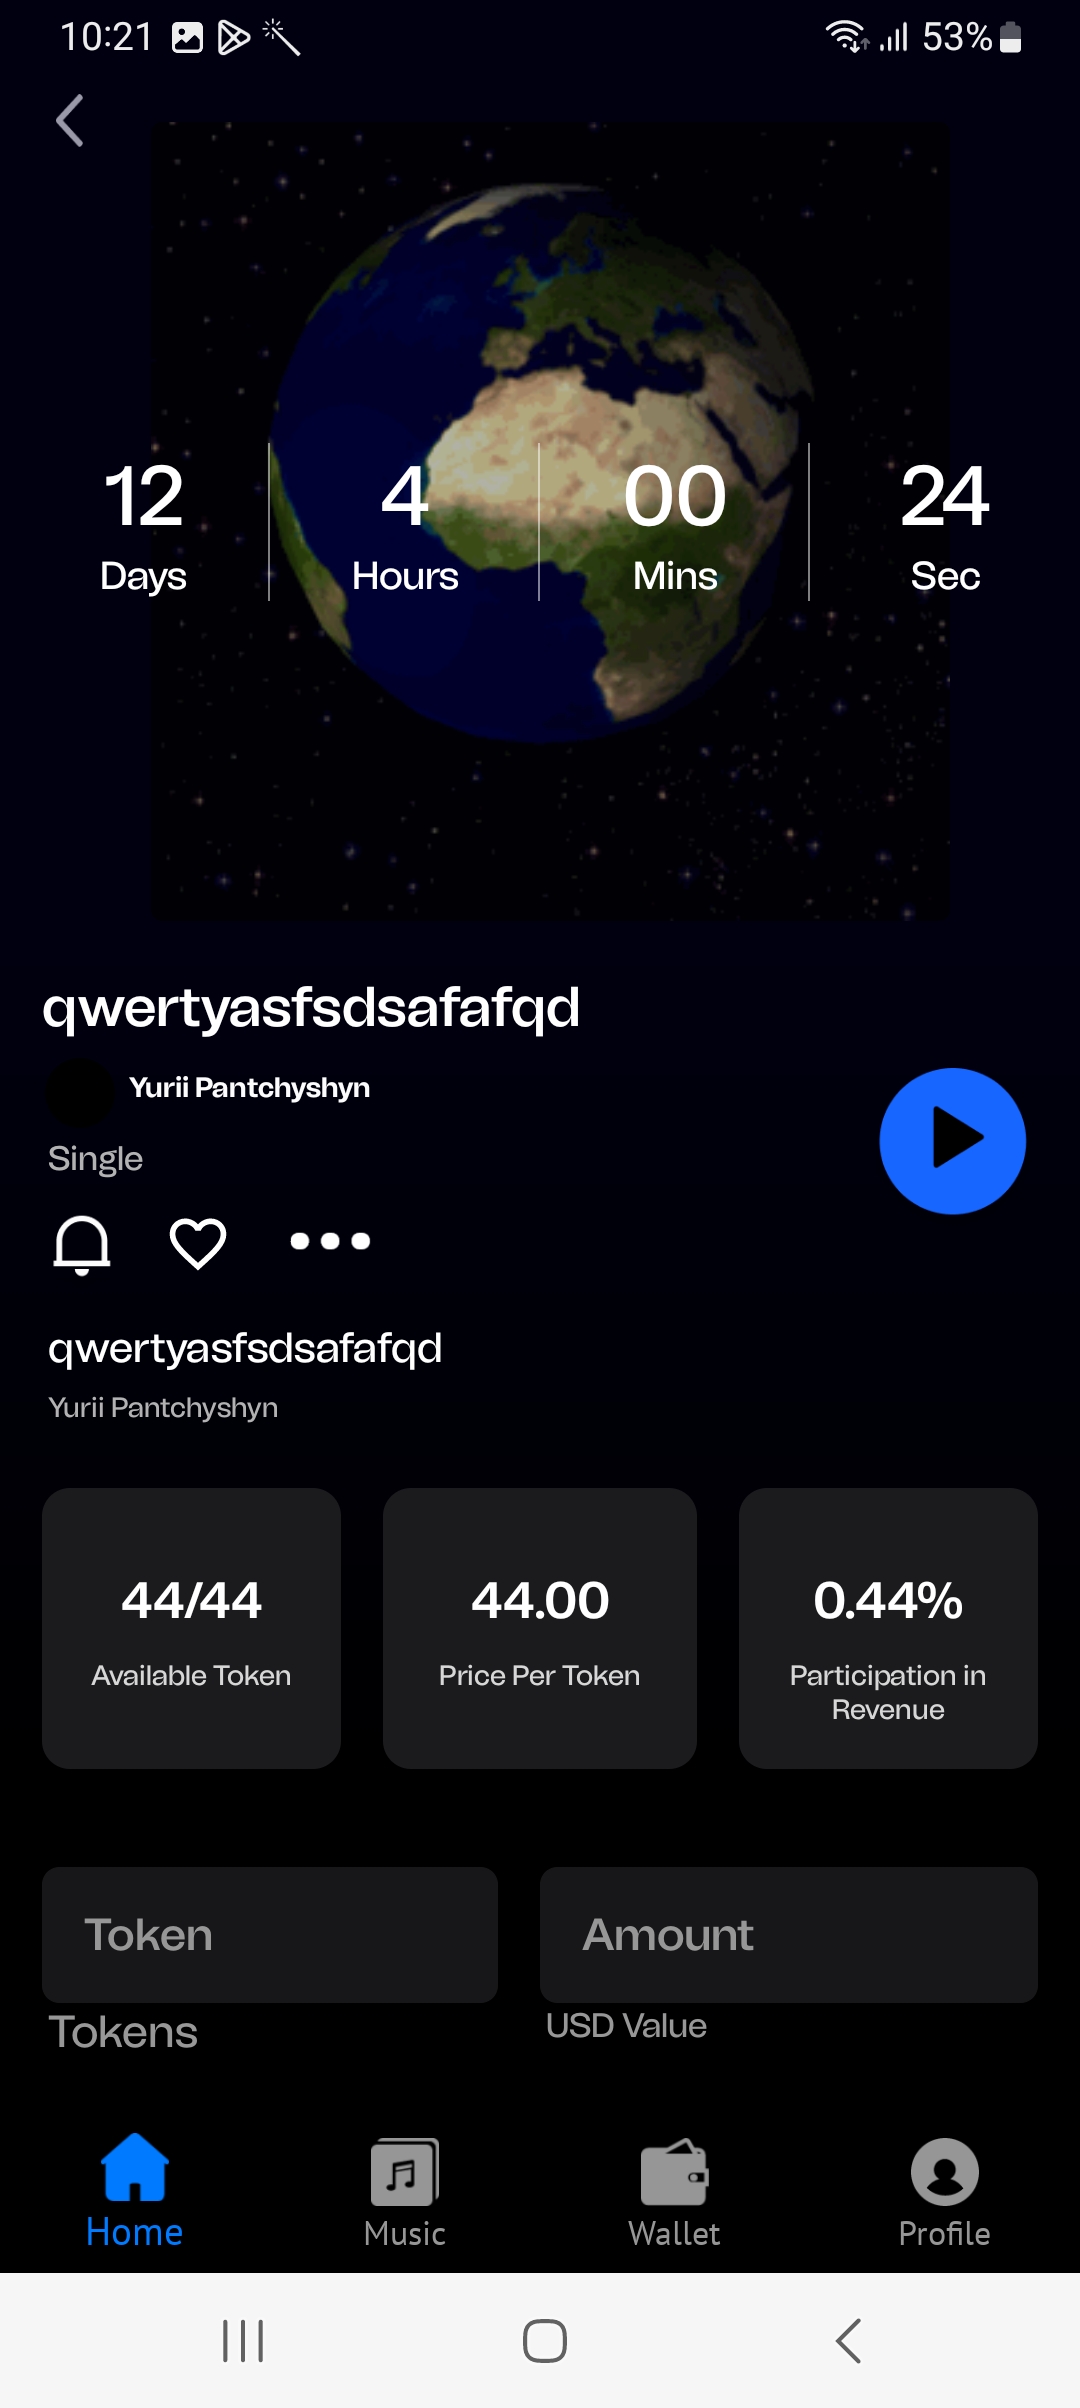 10:21
53%
12 4 00 24
Days Hours Mins Sec
qwertyasfsdsafafqd
Yurii Pantchyshyn
Single
qwertyasfsdsafafqd
Yurii Pantchyshyn
44/44 44.00 0.44%
Available Token Price Per Token Participation in
Revenue
Token Amount
Tokens USD Value
Home Music Wallet Profile